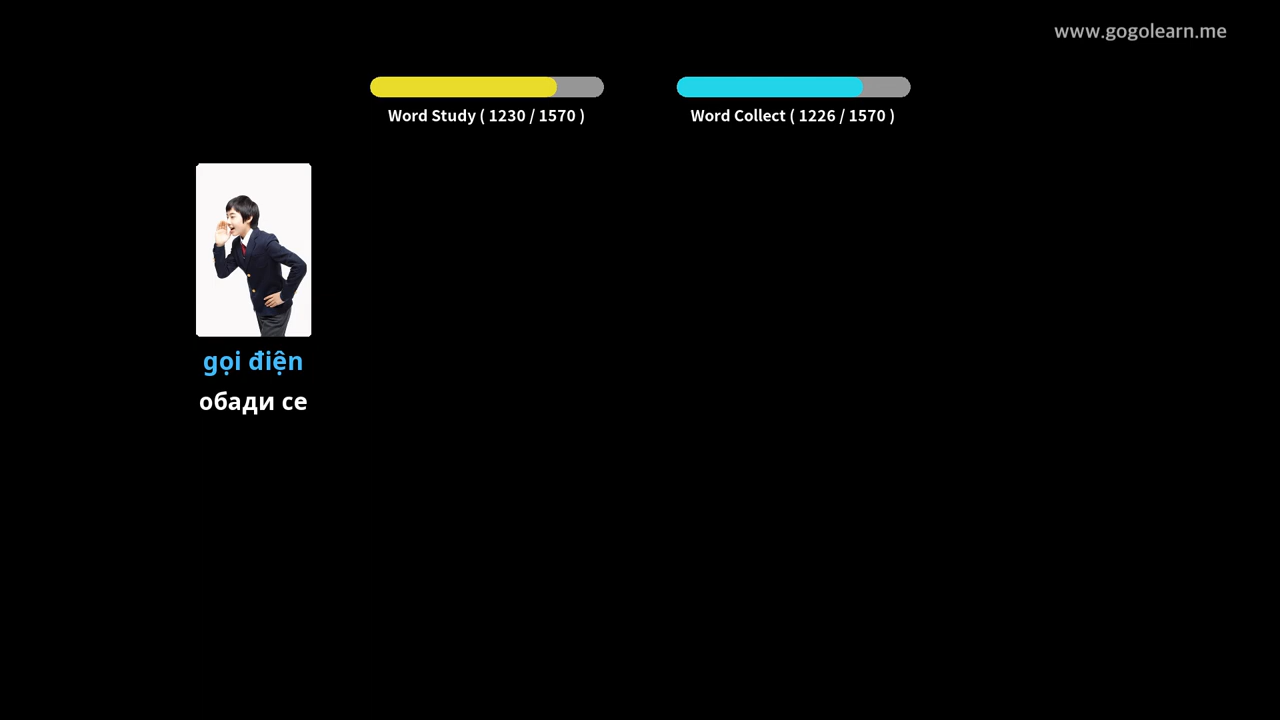 www.gogolearn.me
Word Study ( 1230 / 1570 )
Word Collect ( 1226 / 1570 )
gọi điện
обади се